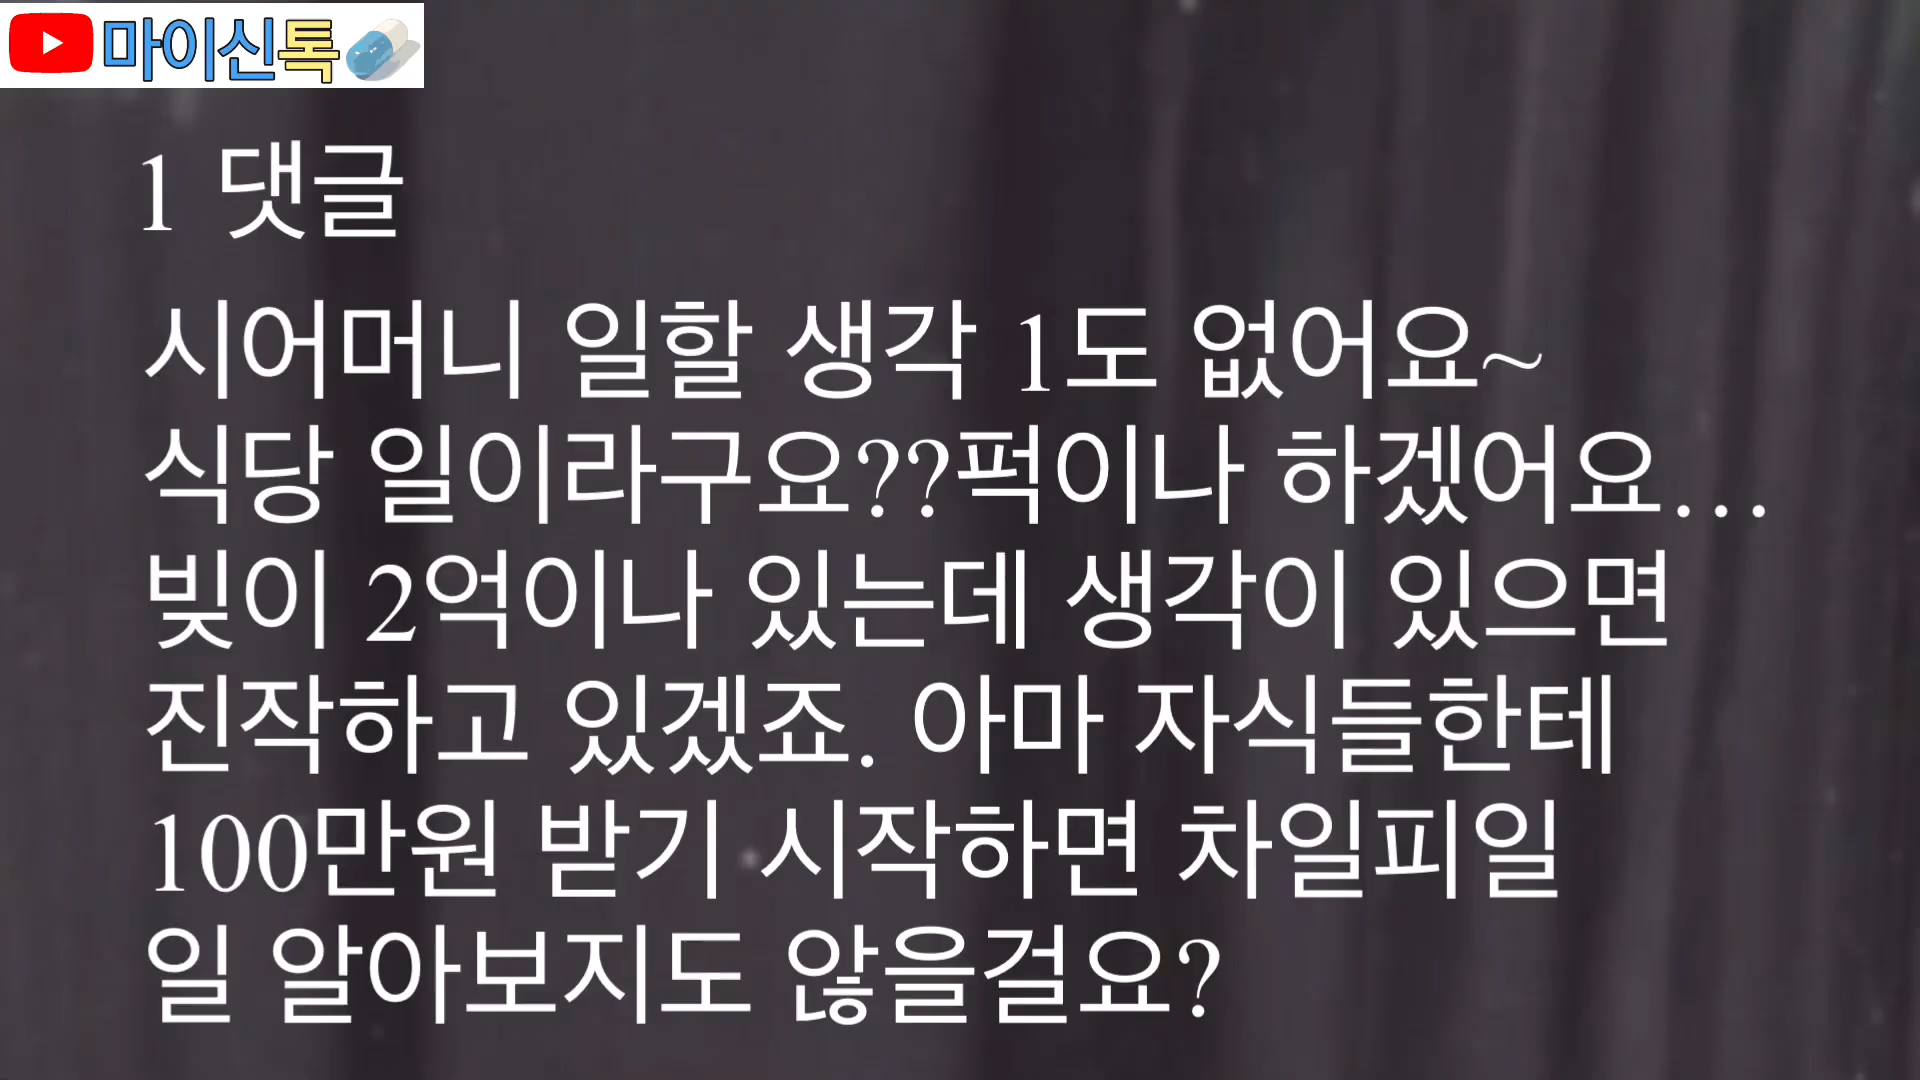 마이신톡
1 댓글
시어머니 일할 생각 1도 없어요~
식당 일이라구요??퍽이나 하겠어요...
빚이 2억이나 있는데 생각이 있으면
진작하고 있겠죠. 아마 자식들한테
100만원 받기 시작하면 차일피일
일 알아보지도 않을걸요?